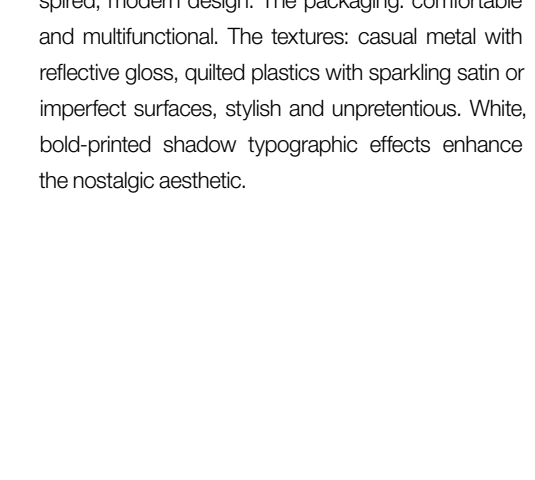 spired, modern design. The packaging: comfortable
and multifunctional. The textures: casual metal with
reflective gloss, quilted plastics with sparkling satin or
imperfect surfaces, stylish and unpretentious. White,
bold-printed shadow typographic effects enhance
the nostalgic aesthetic.